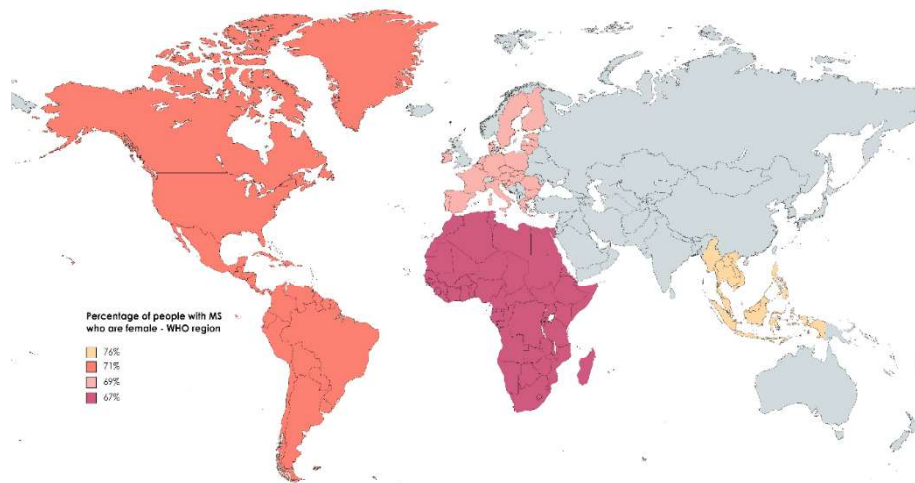 Percentage of people with MS
who are female - WHO region
76%
71%
69%
67%